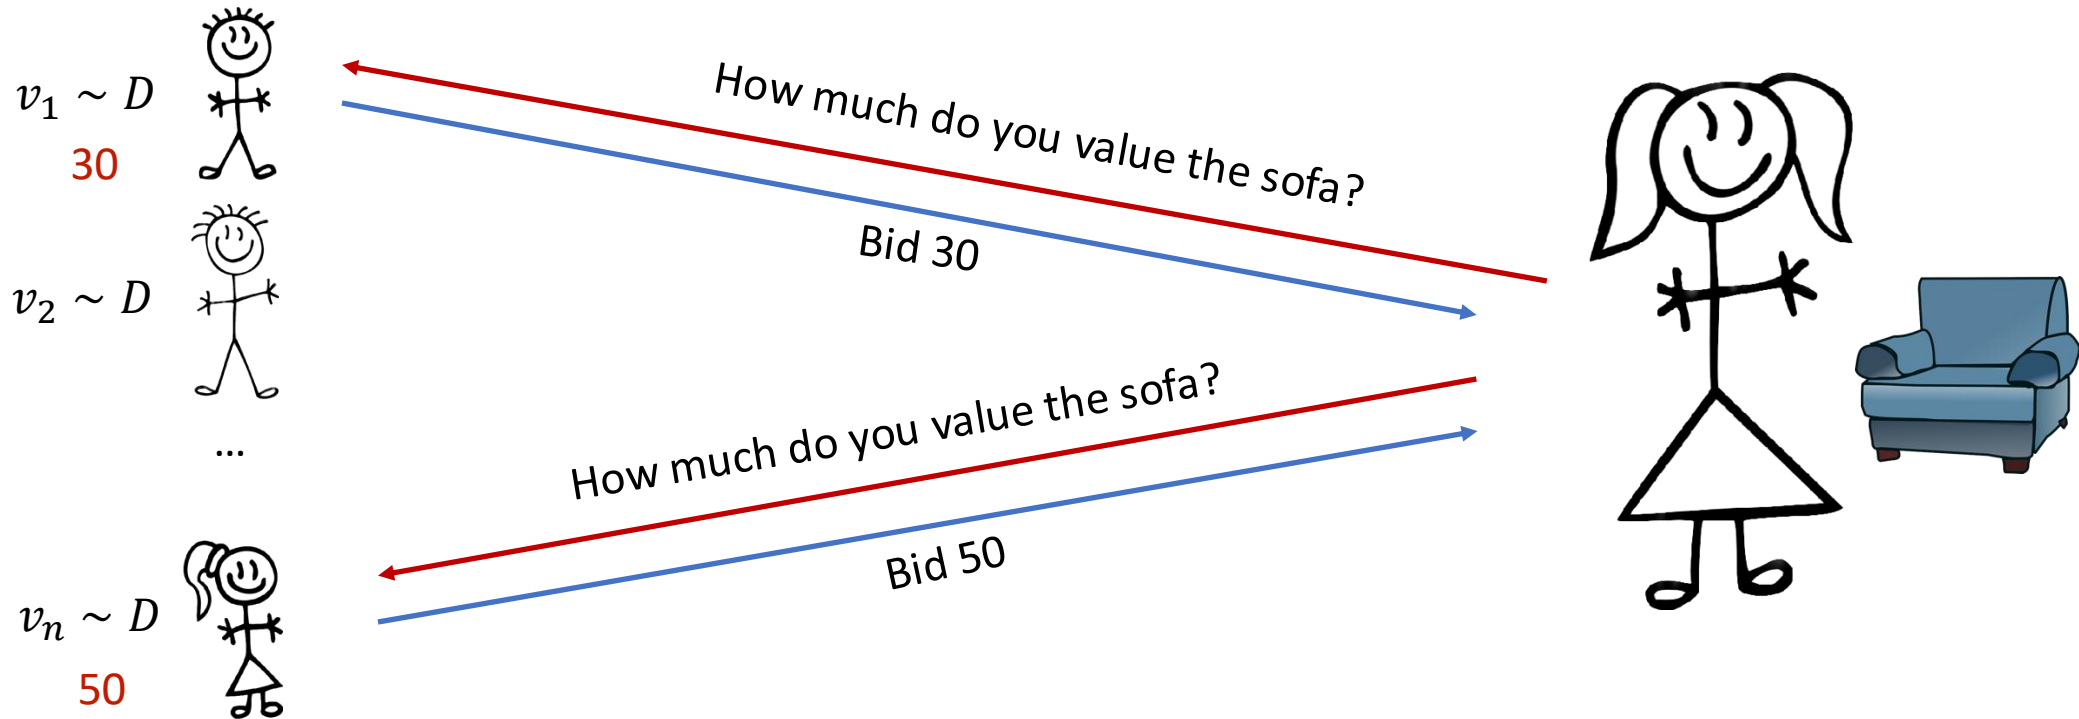 v₁ ~ D
30
How much do you value the sofa?
Bid 30
v₂ ~ D
...
How much do you value the sofa?
Bid 50
vₙ ~ D
50